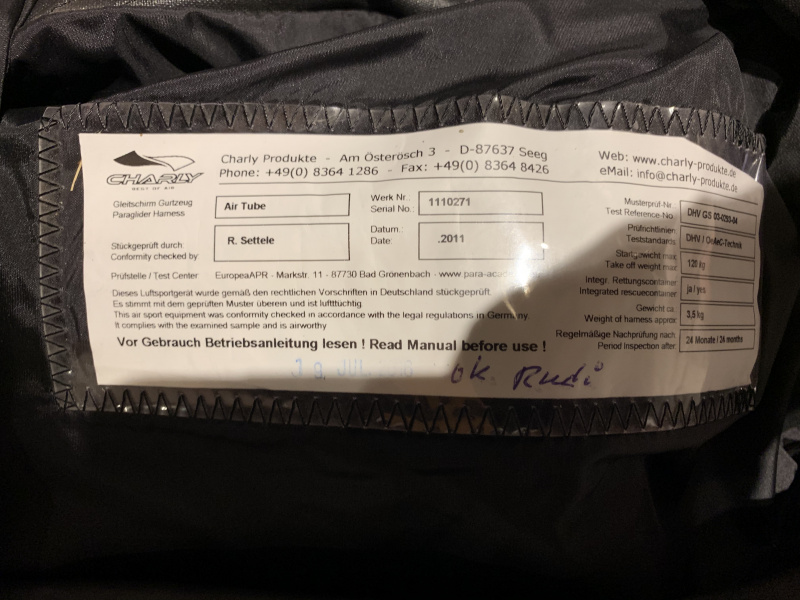 CHARLY
BEST OF AIR
Charly Produkte - Am Österösch 3 - D-87637 Seeg
Phone: +49(0) 8364 1286 - Fax: +49(0) 8364 8426
Web: www.charly-produkte.de
eMail: info@charly-produkte.de
Gleitschirm Gurtzeug
Paraglider Harness
Air Tube
Werk Nr.:
Serial No.:
1110271
Stückgeprüft durch:
Conformity checked by:
R. Settele
Datum.:
Date:
.2011
Prüfstelle / Test Center EuropeaAPR - Markstr. 11 - 87730 Bad Grönenbach - www.para-aca
Dieses Luftsportgerät wurde gemäß den rechtlichen Vorschriften in Deutschland stückgeprüft.
Es stimmt mit dem geprüften Muster überein und ist lufttüchtig
This air sport equipment was conformity checked in accordance with the legal regulations in Germany.
It complies with the examined sample and is airworthy
Vor Gebrauch Betriebsanleitung lesen ! Read Manual before use !
Musterprüf-Nr.
Test Reference-No.
DHV GS 03-0293-04
Prüfrichtlinien
Teststandards
DHV / OeAeC-Technik
Startgewicht max
Take off weight max
120 kg
Integr. Rettungscontainer
Integrated rescuecontainer
ja / yes
Gewicht ca.
Weight of harness approx
3,5 kg
Regelmäßige Nachprüfung nach
Period Inspection after
24 Monate / 24 months
JUL
ok Rudi